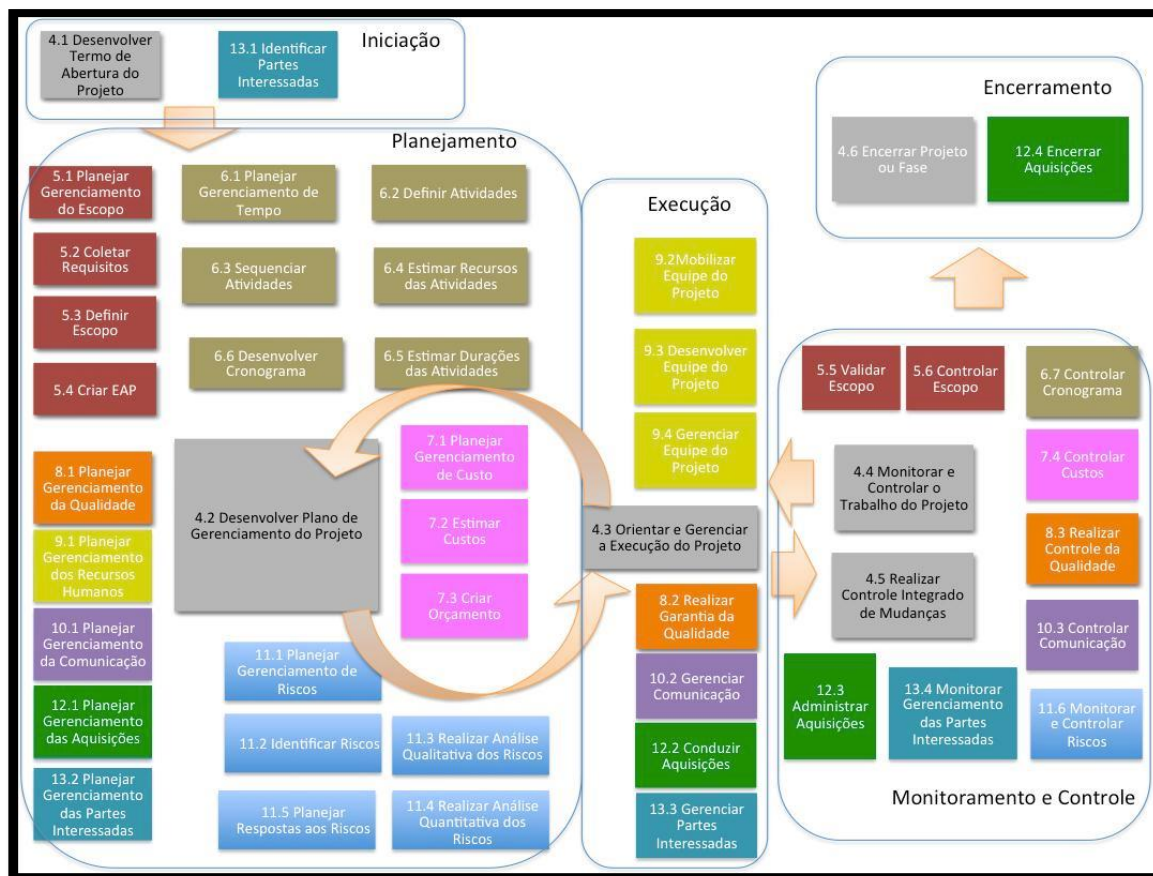 Iniciação
4.1 Desenvolver
Termo de
Abertura do
Projeto
13.1 Identificar
Partes
Interessadas
Planejamento
5.1 Planejar
Gerenciamento
do Escopo
6.1 Planejar
Gerenciamento de
Tempo
6.2 Definir Atividades
5.2 Coletar
Requisitos
6.3 Sequenciar
Atividades
6.4 Estimar Recursos
das Atividades
5.3 Definir
Escopo
6.6 Desenvolver
Cronograma
6.5 Estimar Durações
das Atividades
5.4 Criar EAP
8.1 Planejar
Gerenciamento
da Qualidade
4.2 Desenvolver Plano de
Gerenciamento do Projeto
7.1 Planejar
Gerenciamento
de Custo
7.2 Estimar
Custos
7.3 Criar
Orçamento
9.1 Planejar
Gerenciamento
dos Recursos
Humanos
10.1 Planejar
Gerenciamento
da Comunicação
11.1 Planejar
Gerenciamento de
Riscos
12.1 Planejar
Gerenciamento
das Aquisições
11.2 Identificar Riscos
11.3 Realizar Análise
Qualitativa dos Riscos
13.2 Planejar
Gerenciamento
das Partes
Interessadas
11.5 Planejar
Respostas aos Riscos
11.4 Realizar Análise
Quantitativa dos
Riscos
Execução
9.2Mobilizar
Equipe do
Projeto
9.3 Desenvolver
Equipe do
Projeto
9.4 Gerenciar
Equipe do
Projeto
4.3 Orientar e Gerenciar
a Execução do Projeto
8.2 Realizar
Garantia da
Qualidade
10.2 Gerenciar
Comunicação
12.2 Conduzir
Aquisições
13.3 Gerenciar
Partes
Interessadas
Encerramento
4.6 Encerrar Projeto
ou Fase
12.4 Encerrar
Aquisições
5.5 Validar
Escopo
5.6 Controlar
Escopo
6.7 Controlar
Cronograma
4.4 Monitorar e
Controlar o
Trabalho do Projeto
7.4 Controlar
Custos
4.5 Realizar
Controle Integrado
de Mudanças
8.3 Realizar
Controle da
Qualidade
10.3 Controlar
Comunicação
12.3
Administrar
Aquisições
13.4 Monitorar
Gerenciamento
das Partes
Interessadas
11.6 Monitorar
e Controlar
Riscos
Monitoramento e Controle